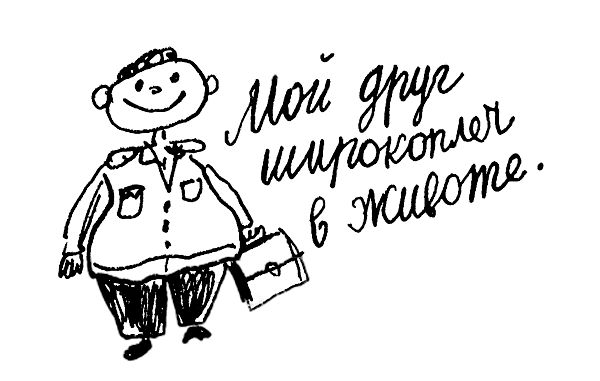 Мой друг
широкоплеч
в животе.